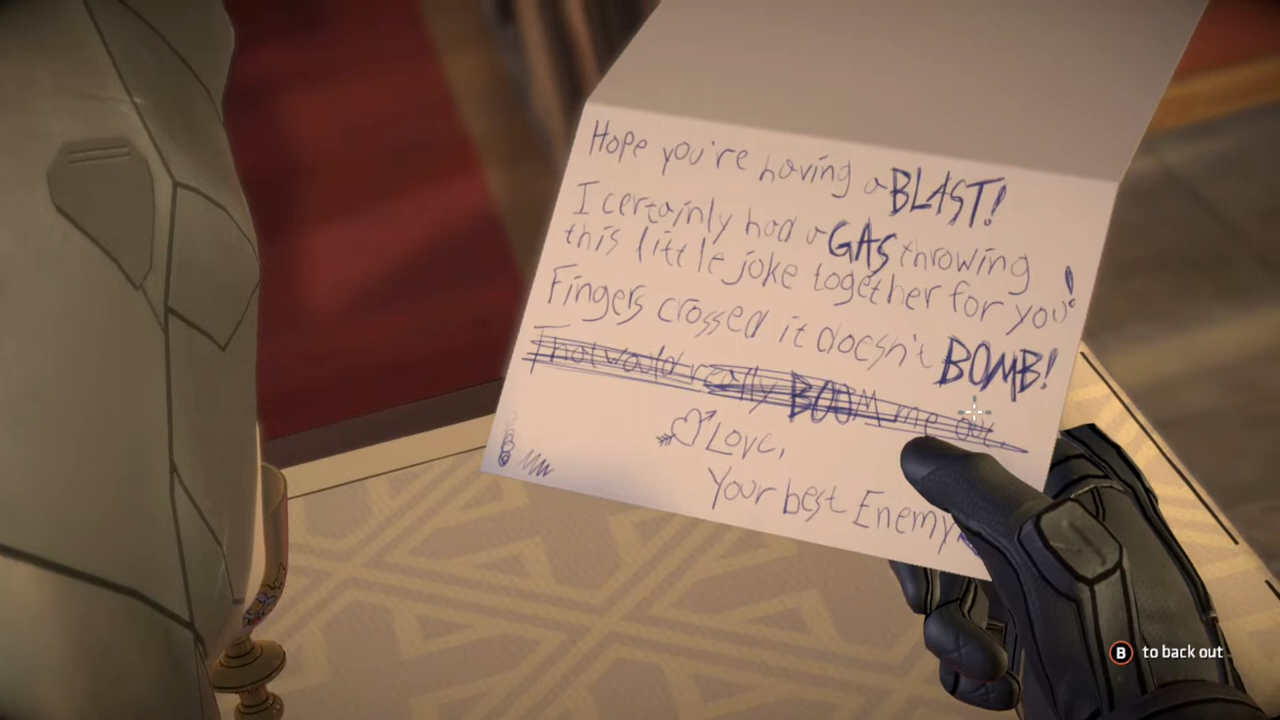 Hope you're having a BLAST!
I certainly had a GAS throwing
this little joke together for you!
Fingers crossed it doesn't BOMB!
That would really BOOM me out.
Love,
Your best Enemy
B to back out